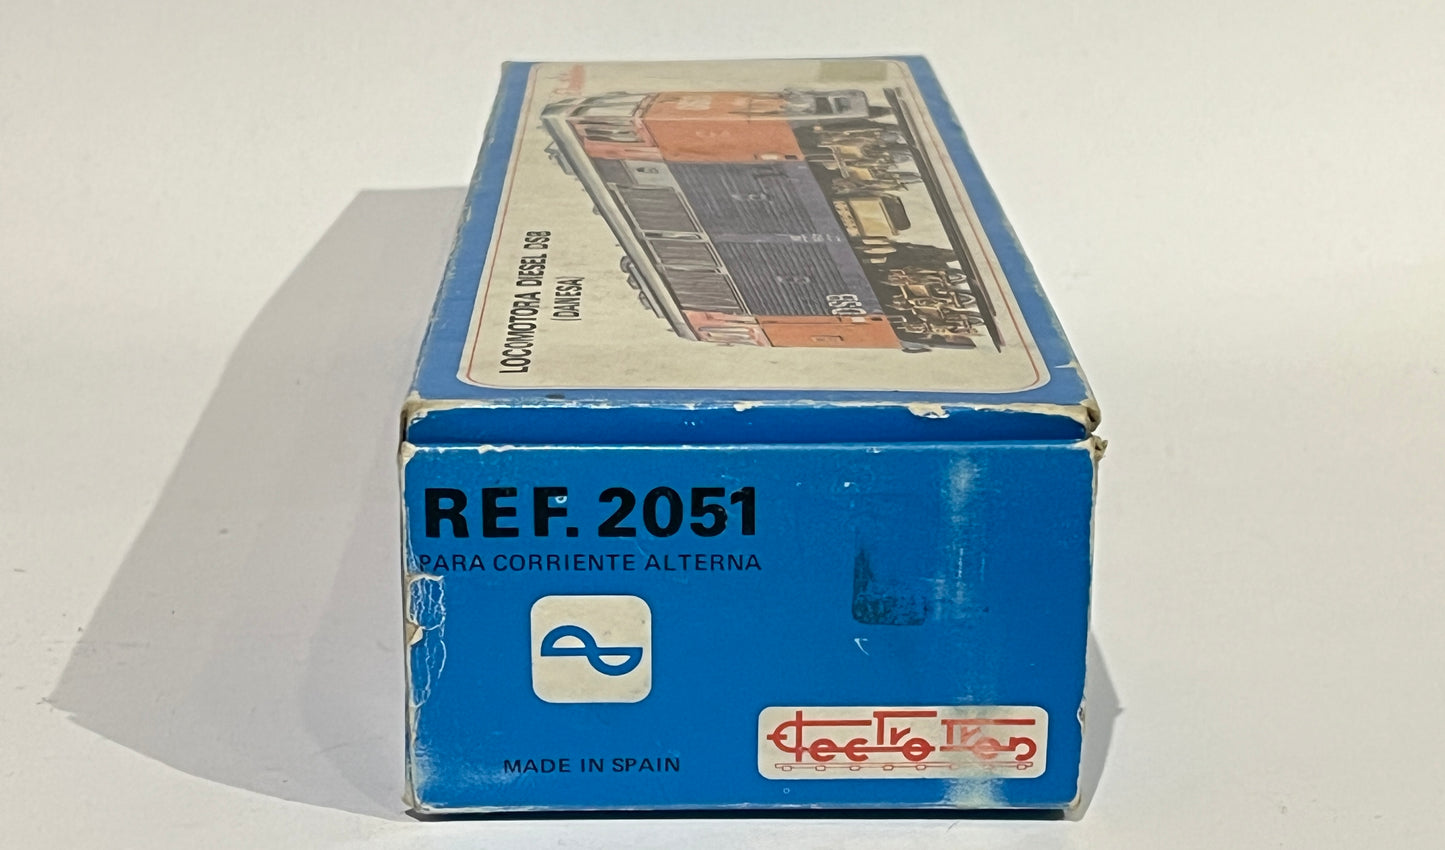 LOCOMOTORA DIESEL DSB
(DANESA)
DSB
REF. 2051
PARA CORRIENTE ALTERNA
MADE IN SPAIN
ElectroTren